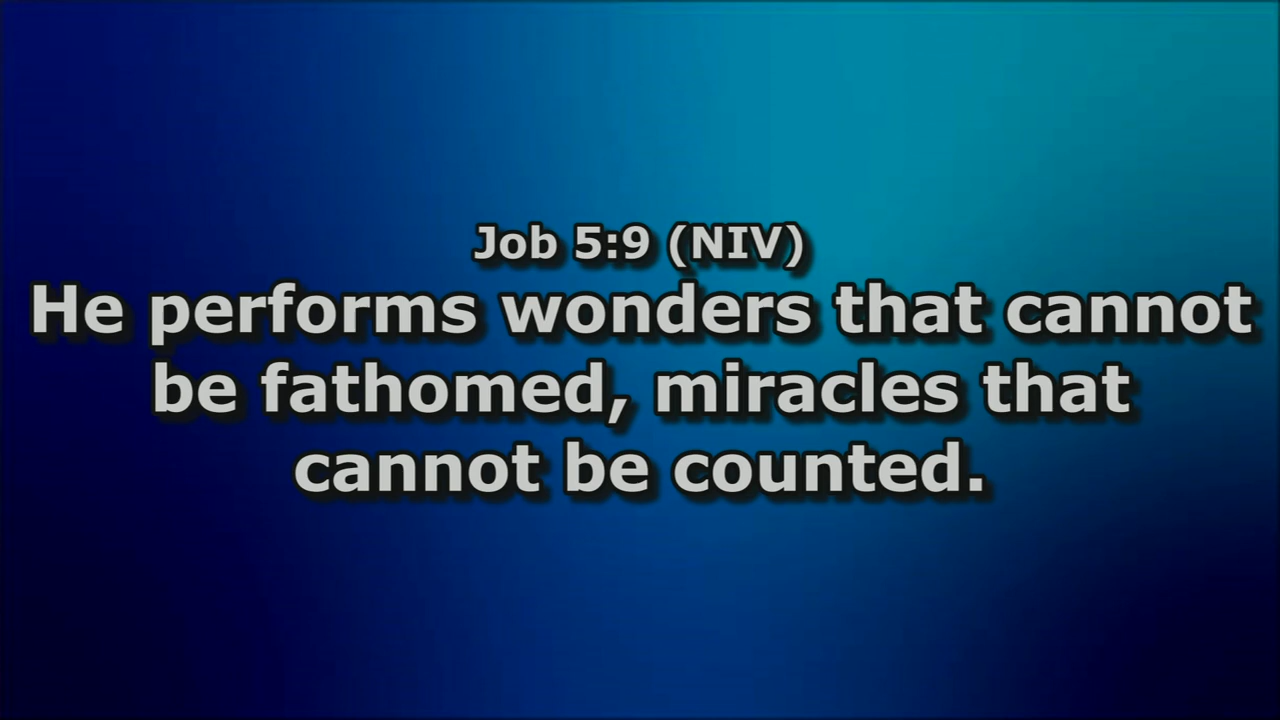 Job 5:9 (NIV)
He performs wonders that cannot
be fathomed, miracles that
cannot be counted.